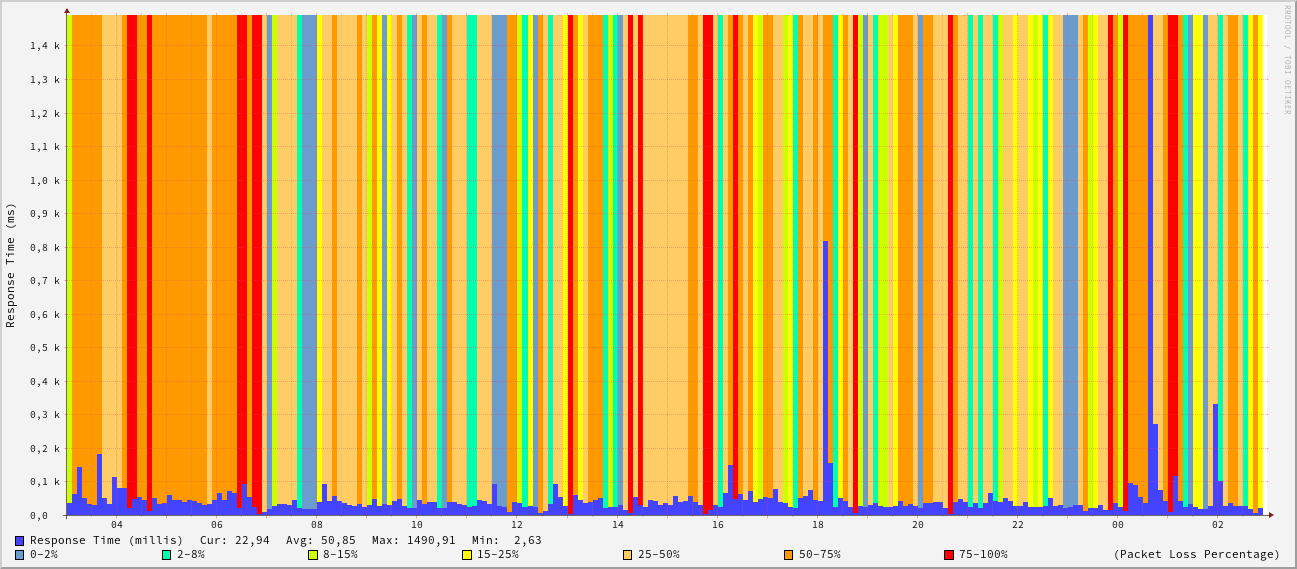 RRDTOOL / TOBI OETIKER
Response Time (ms)
1,4 k
1,3 k
1,2 k
1,1 k
1,0 k
0,9 k
0,8 k
0,7 k
0,6 k
0,5 k
0,4 k
0,3 k
0,2 k
0,1 k
0,0
04 06 08 10 12 14 16 18 20 22 00 02
Response Time (millis) Cur: 22,94 Avg: 50,85 Max: 1490,91 Min: 2,63
0-2% 2-8% 8-15% 15-25% 25-50% 50-75% 75-100% (Packet Loss Percentage)